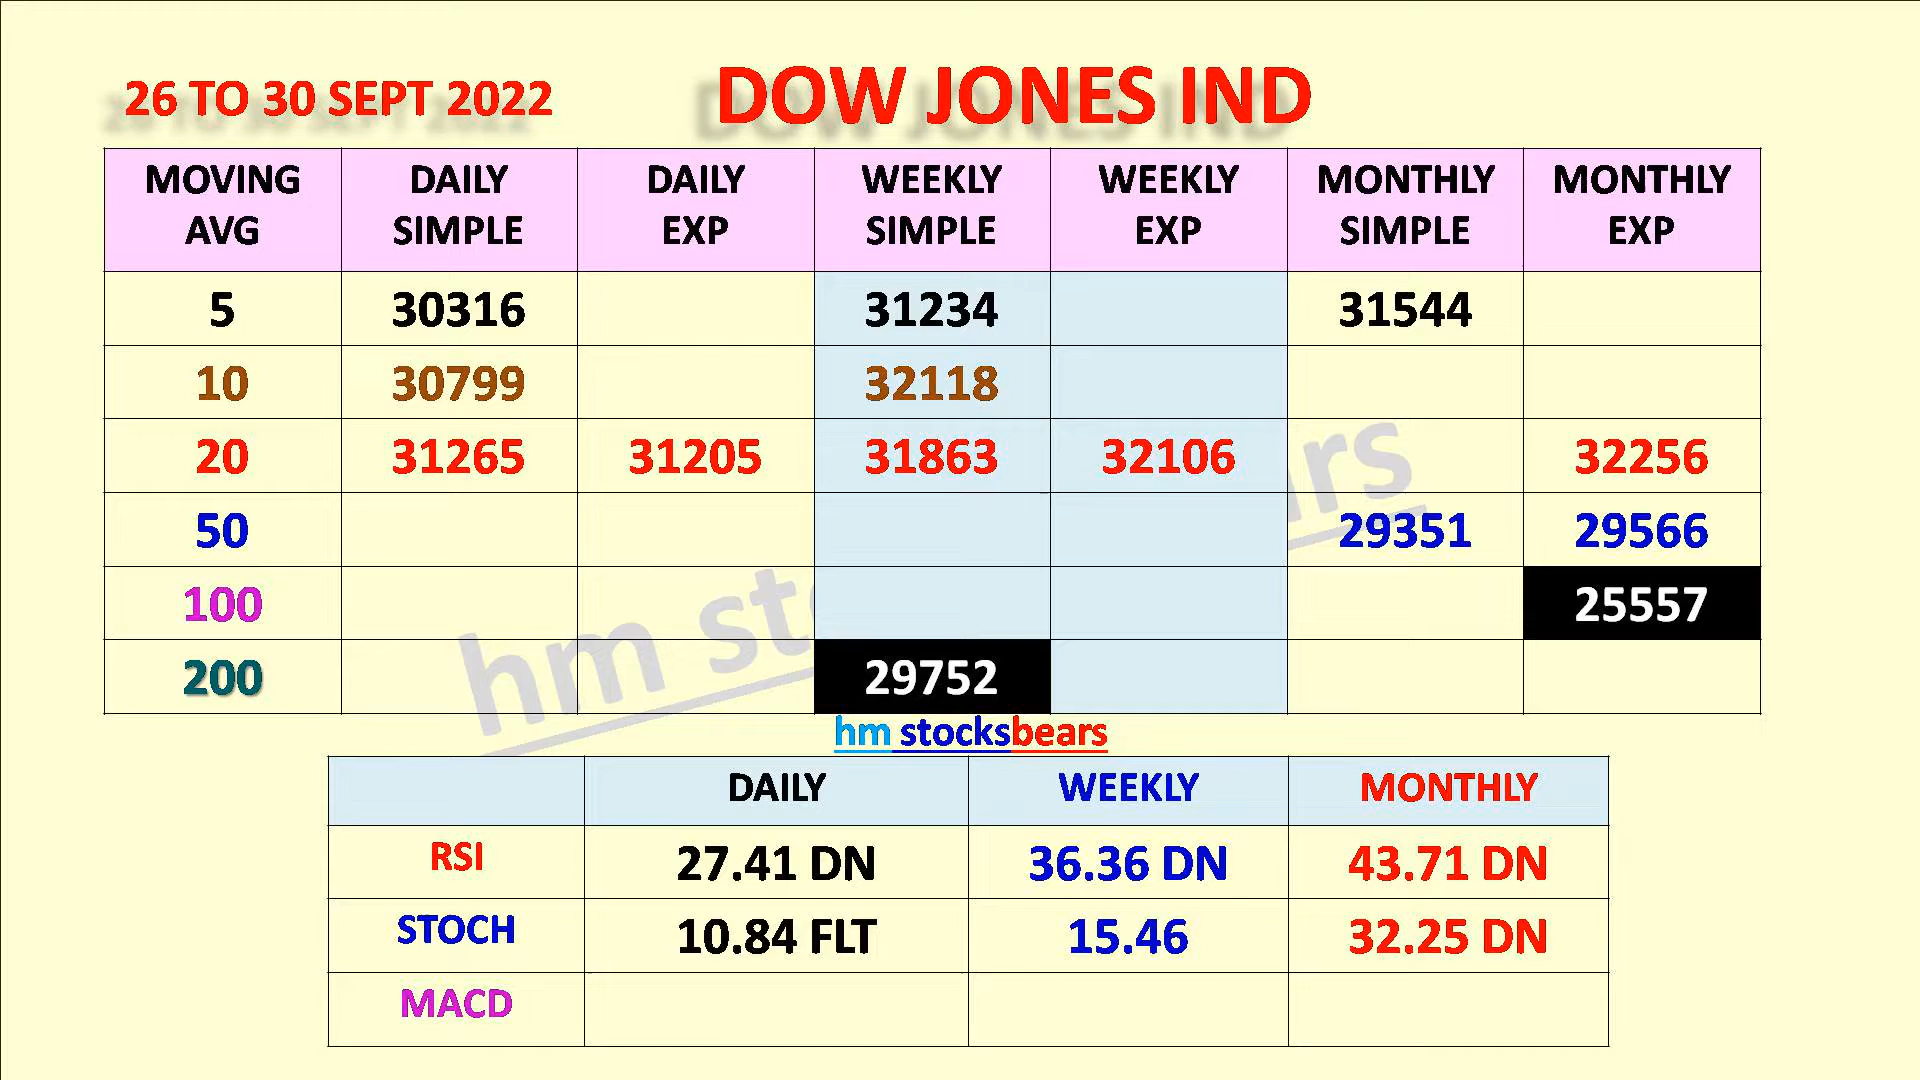 26 TO 30 SEPT 2022 DOW JONES IND
MOVING AVG DAILY SIMPLE DAILY EXP WEEKLY SIMPLE WEEKLY EXP MONTHLY SIMPLE MONTHLY EXP
5 30316 31234 31544
10 30799 32118
20 31265 31205 31863 32106 32256
50 29351 29566
100 25557
200 29752
hm stocksbears
DAILY WEEKLY MONTHLY
RSI 27.41 DN 36.36 DN 43.71 DN
STOCH 10.84 FLT 15.46 32.25 DN
MACD